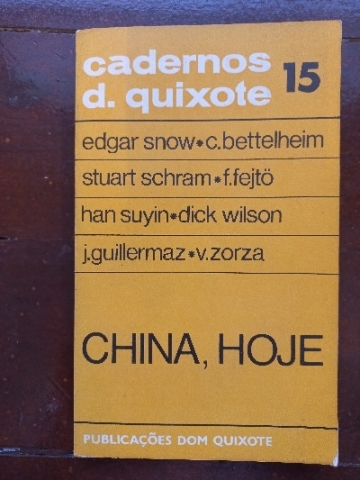 cadernos
d. quixote 15
edgar snow*c.bettelheim
stuart schram*f.fejtö
han suyin*dick wilson
j.guillermaz*v.zorza
CHINA, HOJE
PUBLICAÇÕES DOM QUIXOTE